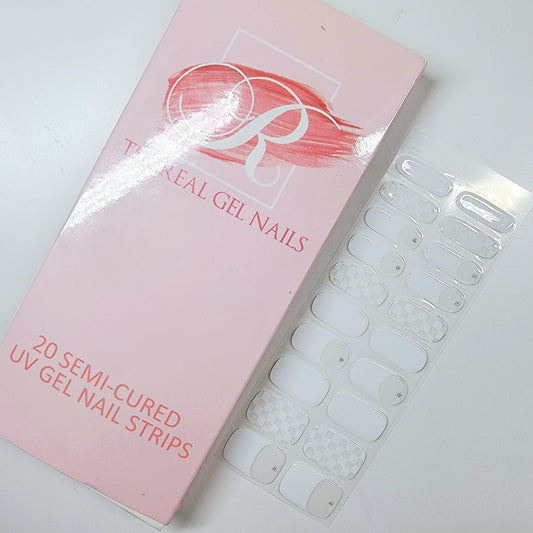 R
THE REAL GEL NAILS
20 SEMI-CURED
UV GEL NAIL STRIPS